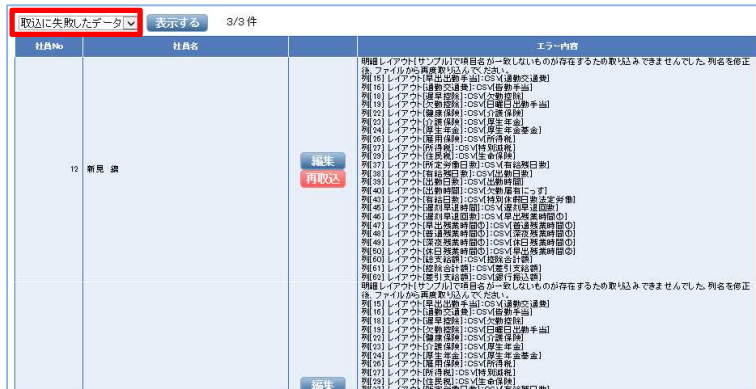 取込に失敗したデータ 表示する 3/3件
社員No 社員名 エラー内容
12 新見 編集 再取込
明細レイアウト[サンプル]で項目名が一致しないものが存在するため取り込みできませんでした。列名を修正
後、ファイルから再度取り込んでください。
列[15] レイアウト[早出出勤手当]:CSV[通勤交通費]
列[16] レイアウト[通勤交通費]:CSV[皆勤手当]
列[18] レイアウト[遅早控除]:CSV[欠勤控除]
列[19] レイアウト[欠勤控除]:CSV[日曜日出勤手当]
列[22] レイアウト[健康保険]:CSV[介護保険]
列[23] レイアウト[介護保険]:CSV[厚生年金]
列[24] レイアウト[厚生年金]:CSV[厚生年金基金]
列[26] レイアウト[雇用保険]:CSV[所得税]
列[27] レイアウト[所得税]:CSV[特別減税]
列[28] レイアウト[住民税]:CSV[生命保険]
列[37] レイアウト[所定労働日数]:CSV[有給残日数]
列[38] レイアウト[有給残日数]:CSV[出勤日数]
列[39] レイアウト[出勤日数]:CSV[出勤時間]
列[40] レイアウト[出勤時間]:CSV[欠勤届有にっす]
列[43] レイアウト[有給日数]:CSV[特別休暇日数法定労働]
列[45] レイアウト[遅刻早退時間]:CSV[遅刻早退回数]
列[46] レイアウト[遅刻早退回数]:CSV[早出残業時間①]
列[47] レイアウト[早出残業時間①]:CSV[普通残業時間①]
列[48] レイアウト[普通残業時間①]:CSV[深夜残業時間①]
列[49] レイアウト[深夜残業時間①]:CSV[休日残業時間①]
列[50] レイアウト[休日残業時間①]:CSV[早出残業時間②]
列[60] レイアウト[総支給額]:CSV[控除合計額]
列[61] レイアウト[控除合計額]:CSV[差引支給額]
列[62] レイアウト[差引支給額]:CSV[銀行振込額]
明細レイアウト[サンプル]で項目名が一致しないものが存在するため取り込みできませんでした。列名を修正
後、ファイルから再度取り込んでください。
列[15] レイアウト[早出出勤手当]:CSV[通勤交通費]
列[16] レイアウト[通勤交通費]:CSV[皆勤手当]
列[18] レイアウト[遅早控除]:CSV[欠勤控除]
列[19] レイアウト[欠勤控除]:CSV[日曜日出勤手当]
列[22] レイアウト[健康保険]:CSV[介護保険]
列[23] レイアウト[介護保険]:CSV[厚生年金]
列[24] レイアウト[厚生年金]:CSV[厚生年金基金]
列[26] レイアウト[雇用保険]:CSV[所得税]
列[27] レイアウト[所得税]:CSV[特別減税]
列[28] レイアウト[住民税]:CSV[生命保険]
編集